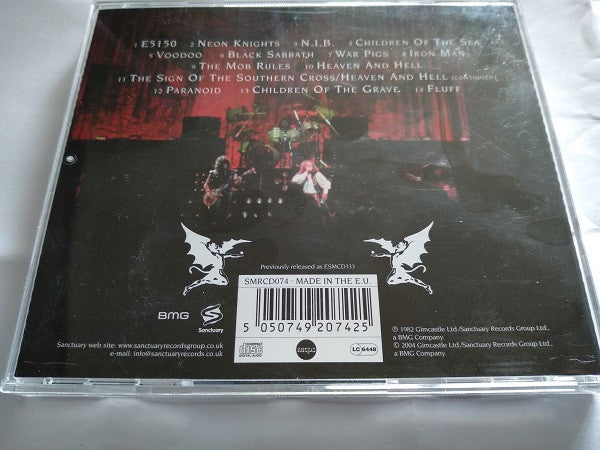 1 E5150 2 Neon Knights 3 N.I.B. 4 Children Of The Sea
5 Voodoo 6 Black Sabbath 7 War Pigs 8 Iron Man
9 The Mob Rules 10 Heaven And Hell
11 The Sign Of The Southern Cross/Heaven And Hell (continued)
12 Paranoid 13 Children Of The Grave 14 Fluff
Previously released as ESMCD333
SMRCD074 · MADE IN THE E.U.
5 050749 207425
BMG
Sanctuary
Sanctuary web site: www.sanctuaryrecordsgroup.co.uk
e-mail: info@sanctuaryrecords.co.uk
COMPACT
disc
DIGITAL AUDIO
LC 6448
℗ 1982 Gimcastle Ltd./Sanctuary Records Group Ltd.,
a BMG Company.
© 2004 Gimcastle Ltd./Sanctuary Records Group Ltd.,
a BMG Company.